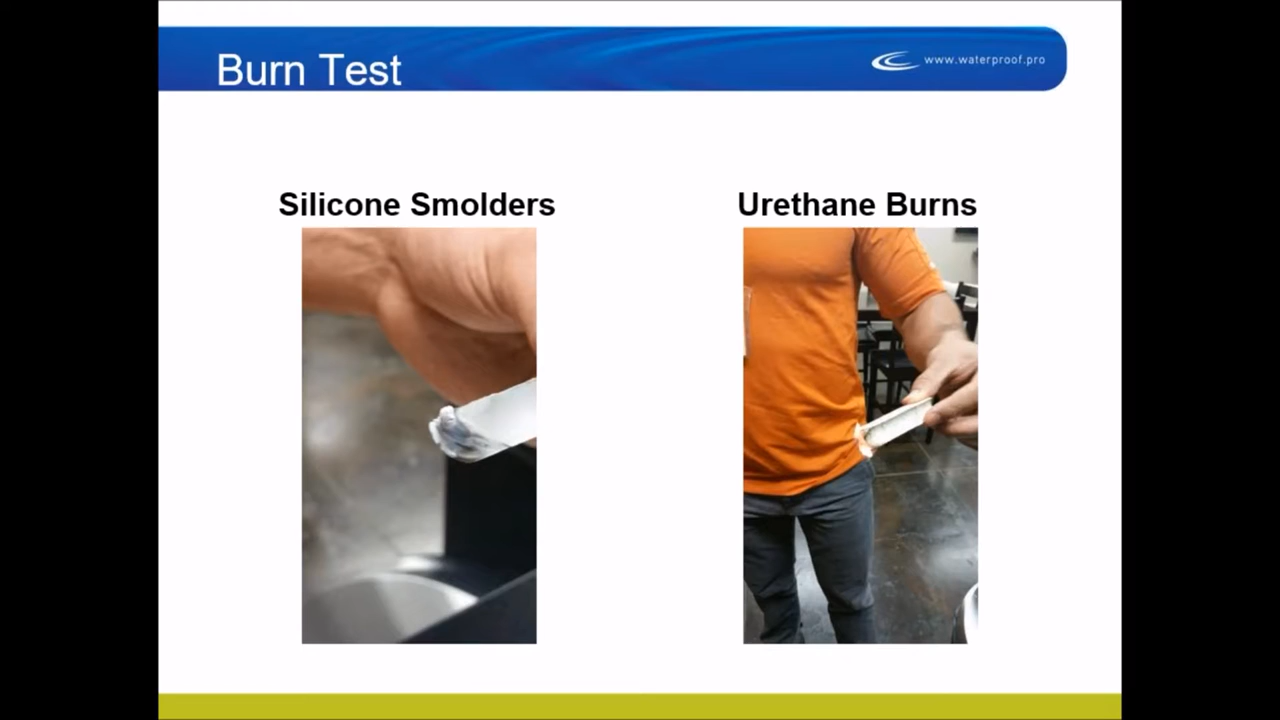 Burn Test
www.waterproof.pro
Silicone Smolders
Urethane Burns